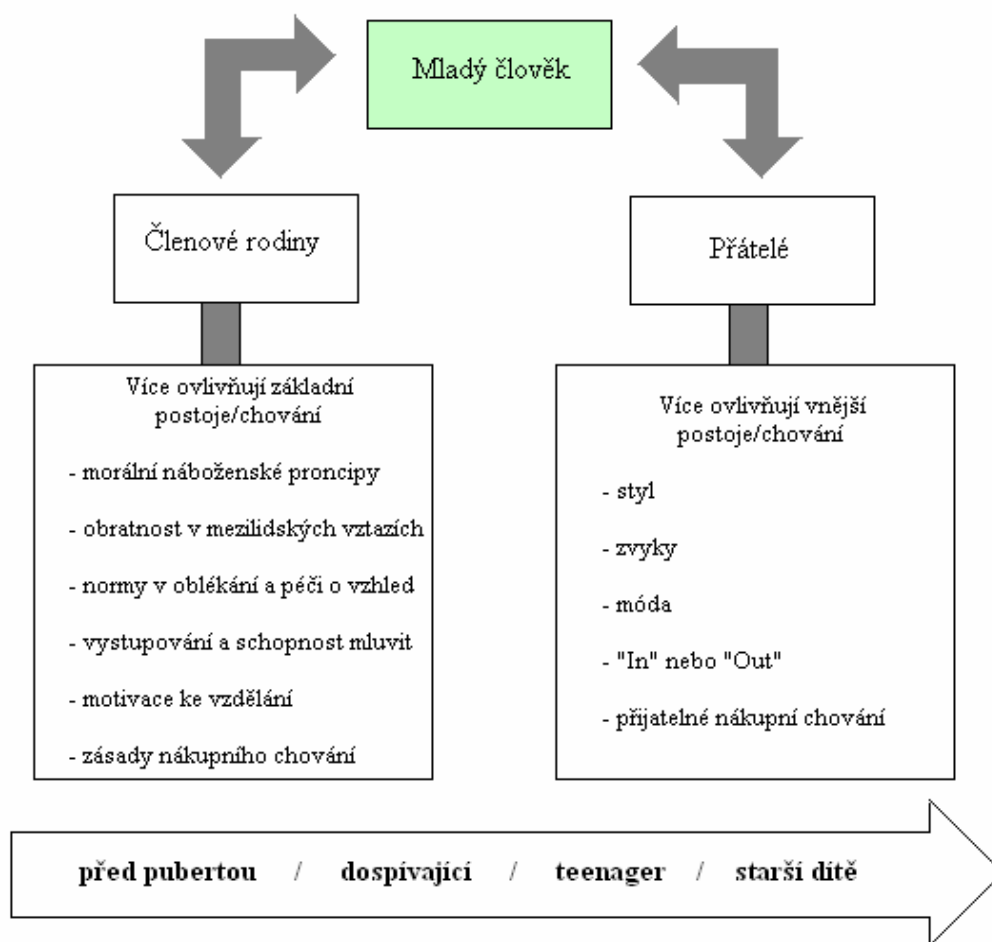 Mladý člověk
Členové rodiny
Přátelé
Více ovlivňují základní
postoje/chování
- morální náboženské proncipy
- obratnost v mezilidských vztazích
- normy v oblékání a péči o vzhled
- vystupování a schopnost mluvit
- motivace ke vzdělání
- zásady nákupního chování
Více ovlivňují vnější
postoje/chování
- styl
- zvyky
- móda
- "In" nebo "Out"
- přijatelné nákupní chování
před pubertou / dospívající / teenager / starší dítě